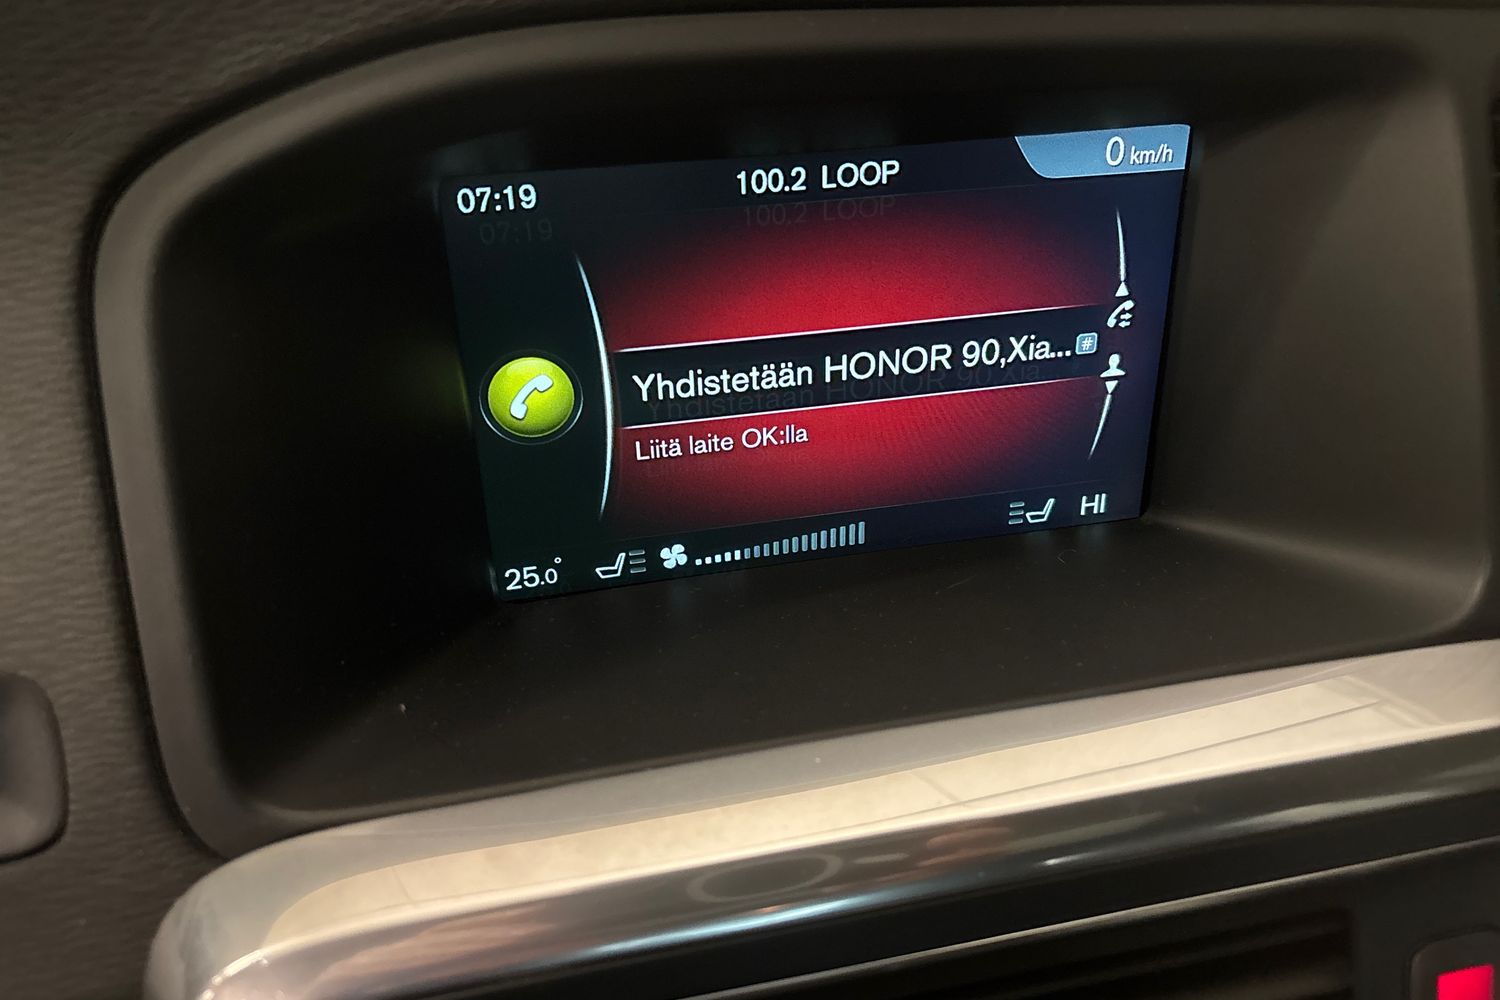 07:19
100.2 LOOP
0 km/h
Yhdistetään HONOR 90,Xia... #
Liitä laite OK:lla
25.0°
HI